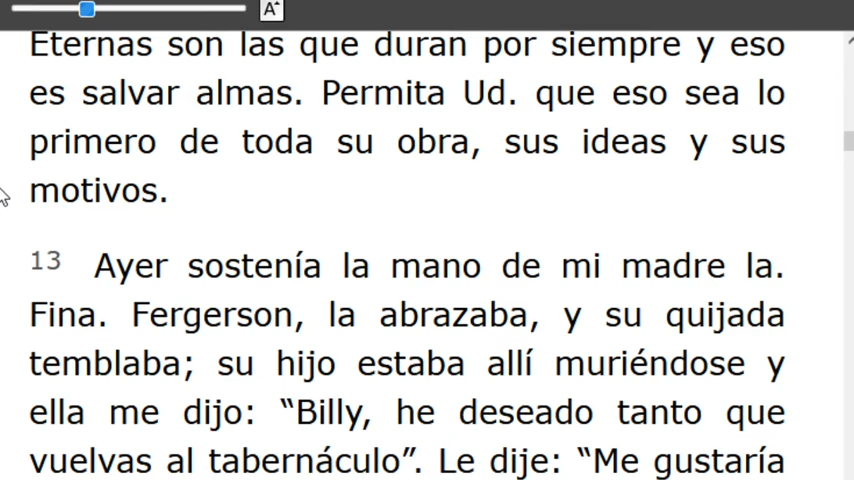 Eternas son las que duran por siempre y eso
es salvar almas. Permita Ud. que eso sea lo
primero de toda su obra, sus ideas y sus
motivos.
13 Ayer sostenía la mano de mi madre la.
Fina. Fergerson, la abrazaba, y su quijada
temblaba; su hijo estaba allí muriéndose y
ella me dijo: “Billy, he deseado tanto que
vuelvas al tabernáculo”. Le dije: “Me gustaría